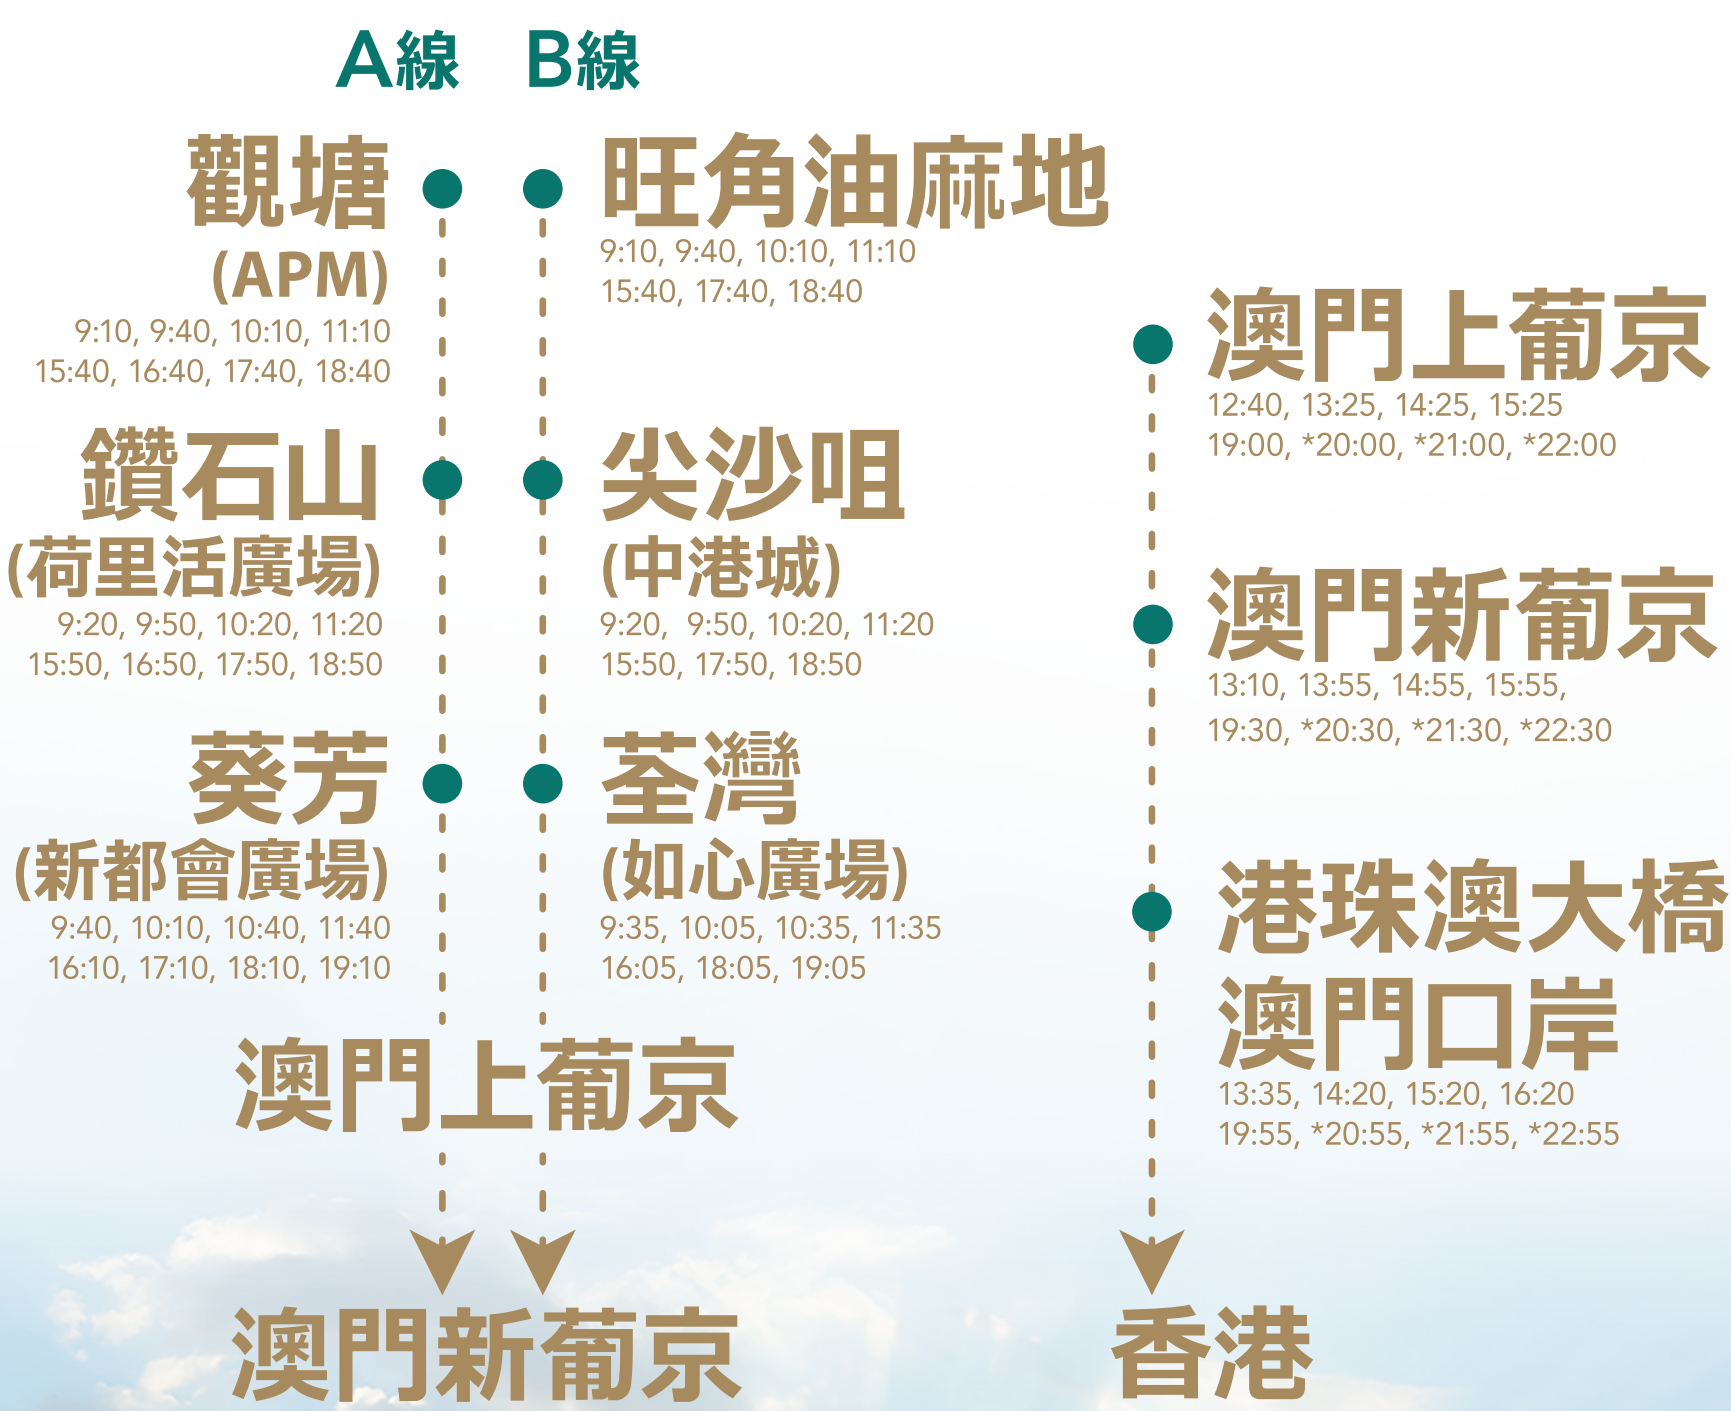 A線
觀塘
(APM)
9:10, 9:40, 10:10, 11:10
15:40, 16:40, 17:40, 18:40
鑽石山
(荷里活廣場)
9:20, 9:50, 10:20, 11:20
15:50, 16:50, 17:50, 18:50
葵芳
(新都會廣場)
9:40, 10:10, 10:40, 11:40
16:10, 17:10, 18:10, 19:10
B線
旺角油麻地
9:10, 9:40, 10:10, 11:10
15:40, 17:40, 18:40
尖沙咀
(中港城)
9:20, 9:50, 10:20, 11:20
15:50, 17:50, 18:50
荃灣
(如心廣場)
9:35, 10:05, 10:35, 11:35
16:05, 18:05, 19:05
澳門上葡京
澳門新葡京
澳門上葡京
12:40, 13:25, 14:25, 15:25
19:00, *20:00, *21:00, *22:00
澳門新葡京
13:10, 13:55, 14:55, 15:55,
19:30, *20:30, *21:30, *22:30
港珠澳大橋
澳門口岸
13:35, 14:20, 15:20, 16:20
19:55, *20:55, *21:55, *22:55
香港